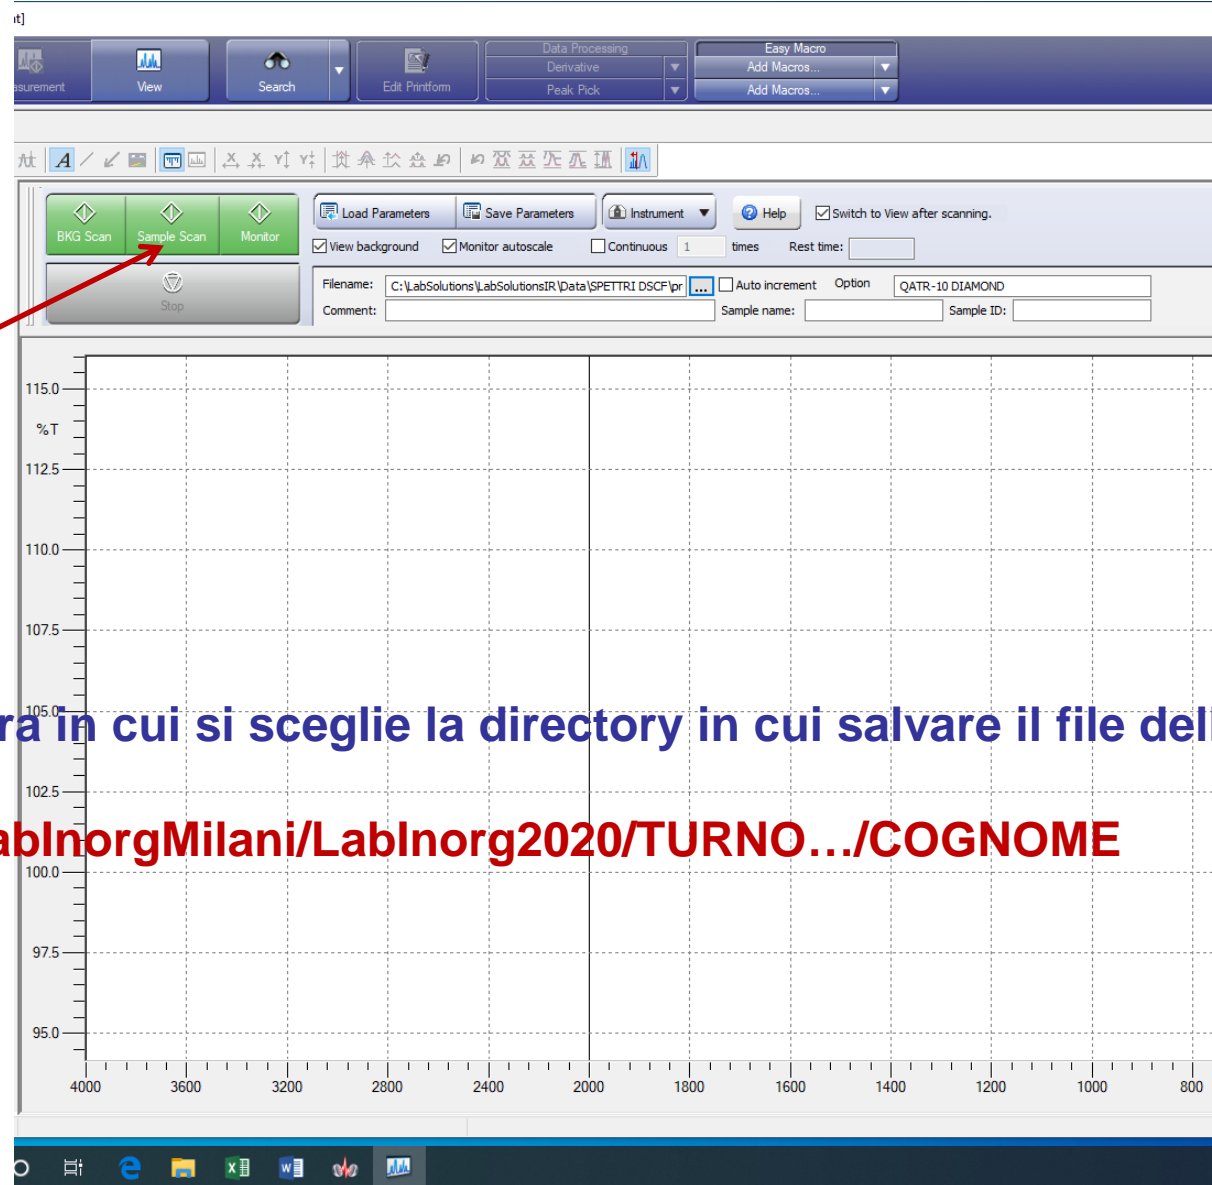 nt]
Data Processing
Easy Macro
Derivative
Add Macros...
asurement
View
Search
Edit Printform
Peak Pick
Add Macros...
BKG Scan
Sample Scan
Monitor
Load Parameters
Save Parameters
Instrument
Help
Switch to View after scanning.
View background
Monitor autoscale
Continuous
1
times
Rest time:
Stop
Filename:
C:\LabSolutions\LabSolutionsIR\Data\SPETTRI DSCF\pr
...
Auto increment
Option
QATR-10 DIAMOND
Comment:
Sample name:
Sample ID:
115.0
%T
112.5
110.0
107.5
105.0
ra in cui si sceglie la directory in cui salvare il file del
102.5
abInorgMilani/LabInorg2020/TURNO…/COGNOME
100.0
97.5
95.0
4000 3600 3200 2800 2400 2000 1800 1600 1400 1200 1000 800